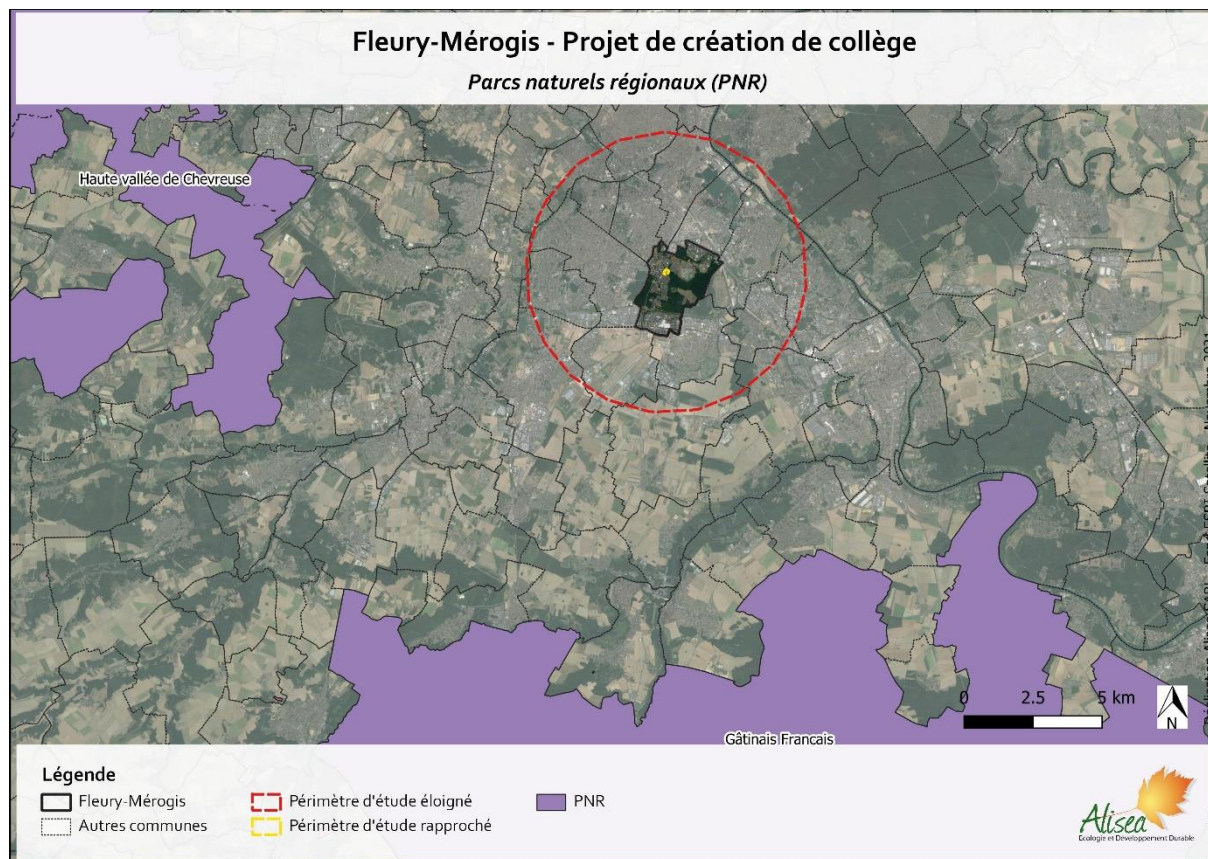 Fleury-Mérogis - Projet de création de collège
Parcs naturels régionaux (PNR)
Haute vallée de Chevreuse
0 2.5 5 km
N
Gâtinais Français
Légende
Fleury-Mérogis
Autres communes
Périmètre d'étude éloigné
Périmètre d'étude rapproché
PNR
Alisea
Ecologie et Développement Durable